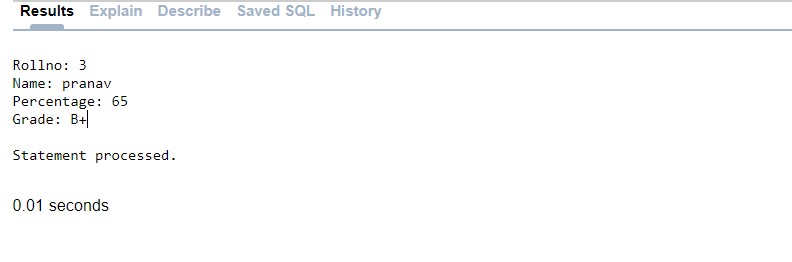 Results Explain Describe Saved SQL History
Rollno: 3
Name: pranav
Percentage: 65
Grade: B+
Statement processed.
0.01 seconds